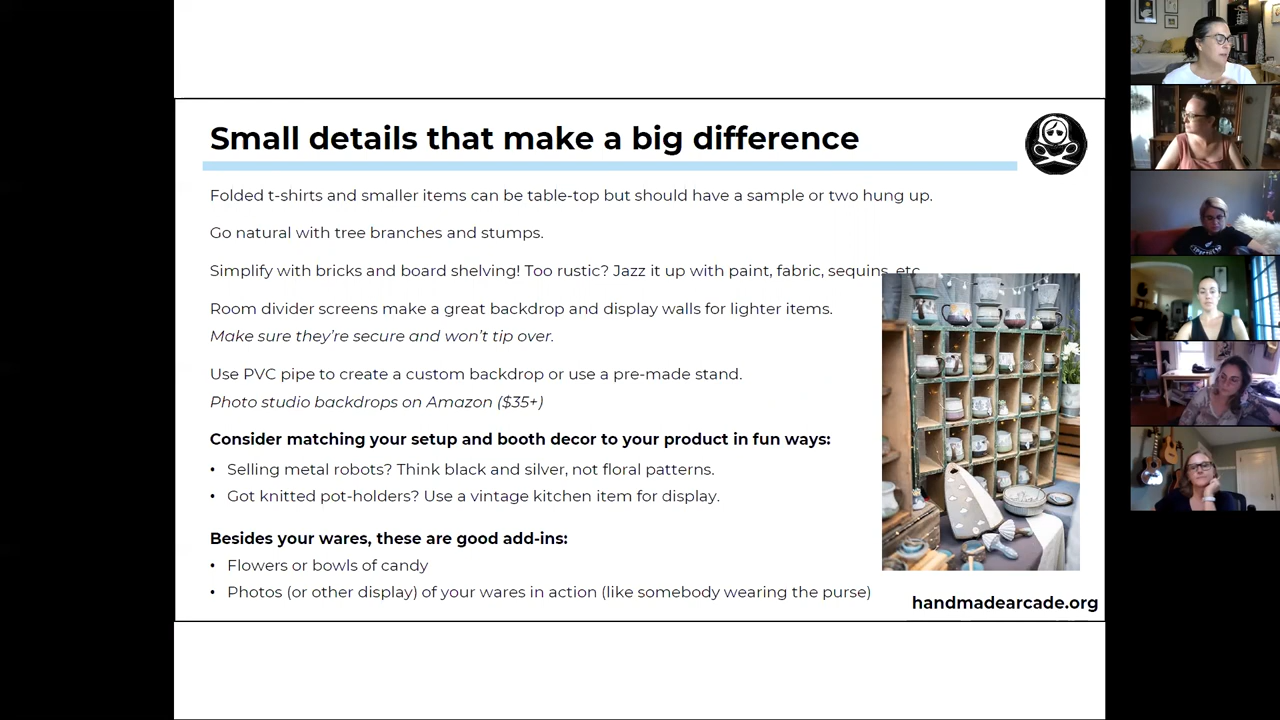 Small details that make a big difference
Folded t-shirts and smaller items can be table-top but should have a sample or two hung up.
Go natural with tree branches and stumps.
Simplify with bricks and board shelving! Too rustic? Jazz it up with paint, fabric, sequins, etc
Room divider screens make a great backdrop and display walls for lighter items.
Make sure they're secure and won't tip over.
Use PVC pipe to create a custom backdrop or use a pre-made stand.
Photo studio backdrops on Amazon ($35+)
Consider matching your setup and booth decor to your product in fun ways:
• Selling metal robots? Think black and silver, not floral patterns.
• Got knitted pot-holders? Use a vintage kitchen item for display.
Besides your wares, these are good add-ins:
• Flowers or bowls of candy
• Photos (or other display) of your wares in action (like somebody wearing the purse)
handmadearcade.org